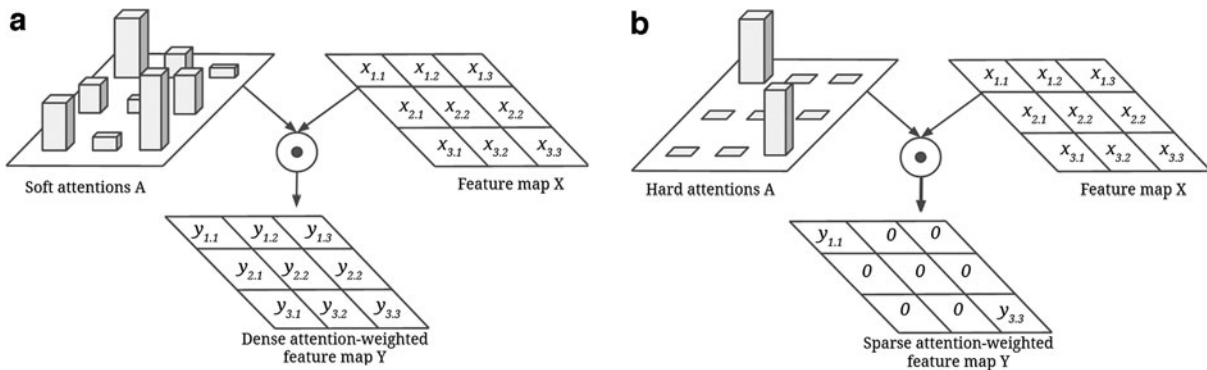 a
x1.1 x1.2 x1.3
x2.1 x2.2 x2.2
x3.1 x3.2 x3.3
Soft attentions A
Feature map X
y1.1 y1.2 y1.3
y2.1 y2.2 y2.2
y3.1 y3.2 y3.3
Dense attention-weighted
feature map Y
b
x1.1 x1.2 x1.3
x2.1 x2.2 x2.2
x3.1 x3.2 x3.3
Hard attentions A
Feature map X
y1.1 0 0
0 0 0
0 0 y3.3
Sparse attention-weighted
feature map Y